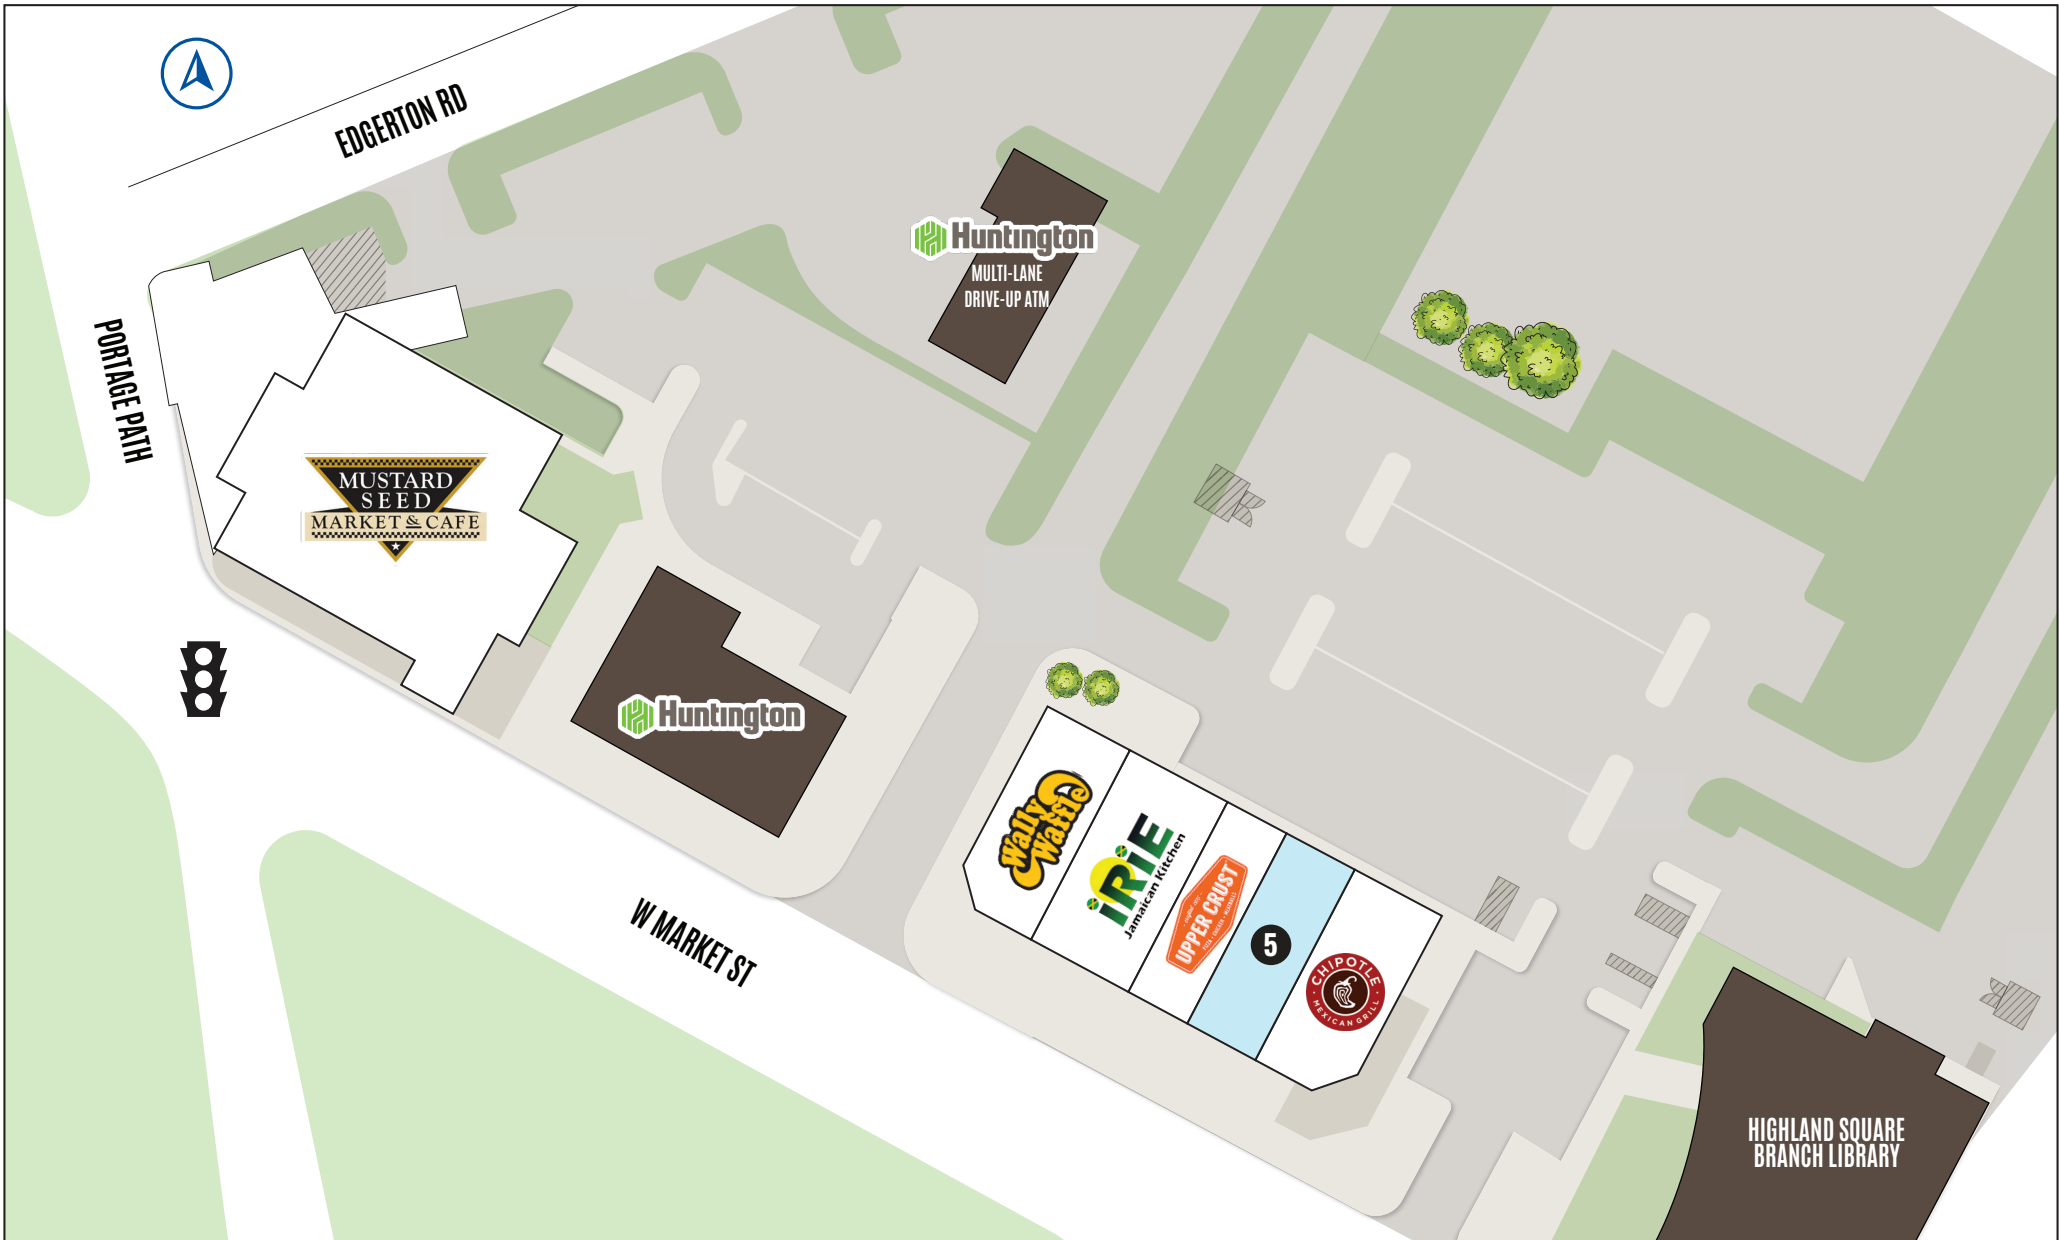 EDGERTON RD
Huntington
MULTI-LANE
DRIVE-UP ATM
PORTAGE PATH
MUSTARD
SEED
MARKET & CAFE
Huntington
Wally
Waffle
iRiE
Jamaican Kitchen
UPPER CRUST
5
CHIPOTLE
MEXICAN GRILL
W MARKET ST
HIGHLAND SQUARE
BRANCH LIBRARY